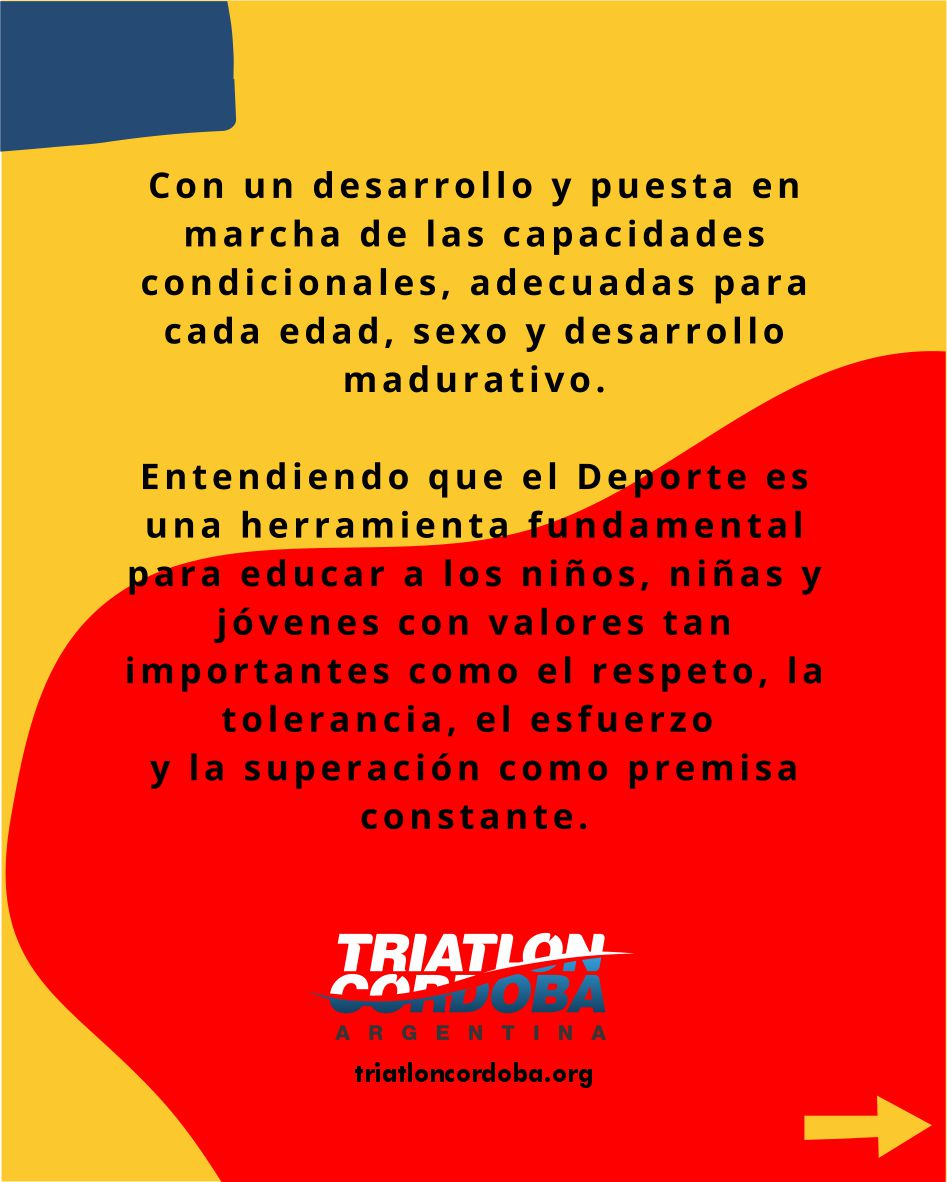 Con un desarrollo y puesta en
marcha de las capacidades
condicionales, adecuadas para
cada edad, sexo y desarrollo
madurativo.
Entendiendo que el Deporte es
una herramienta fundamental
para educar a los niños, niñas y
jóvenes con valores tan
importantes como el respeto, la
tolerancia, el esfuerzo
y la superación como premisa
constante.
TRIATLON
CORDOBA
ARGENTINA
triatloncordoba.org